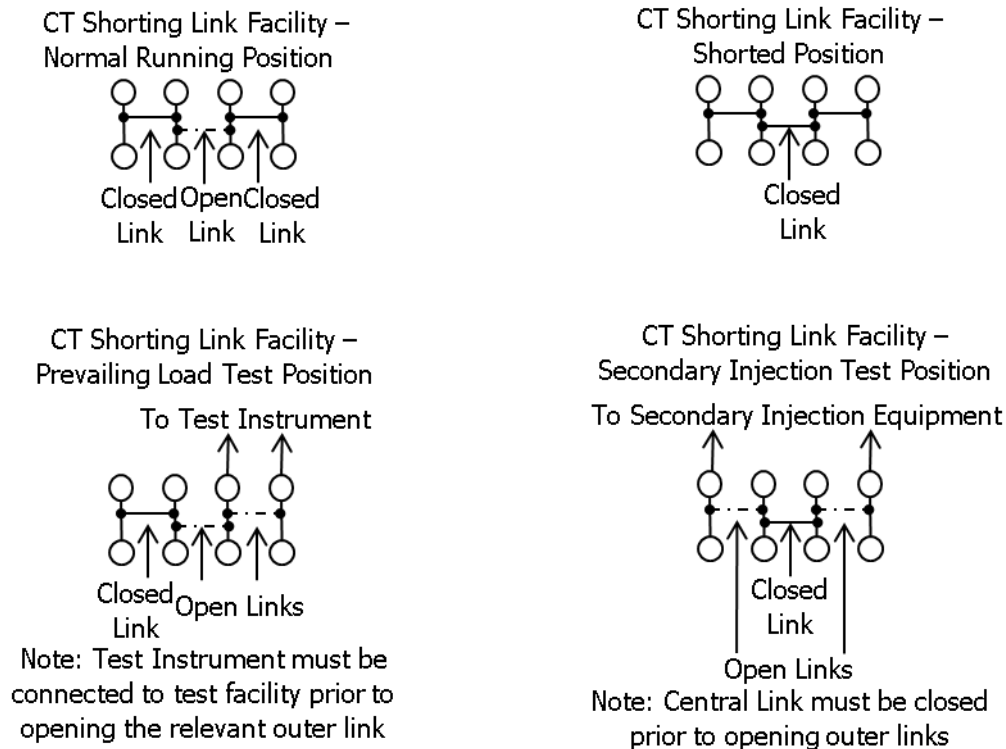 CT Shorting Link Facility –
Normal Running Position
Closed Open Closed
Link Link Link
CT Shorting Link Facility –
Shorted Position
Closed
Link
CT Shorting Link Facility –
Prevailing Load Test Position
To Test Instrument
Closed
Link
Open Links
Note: Test Instrument must be
connected to test facility prior to
opening the relevant outer link
CT Shorting Link Facility –
Secondary Injection Test Position
To Secondary Injection Equipment
Closed
Link
Open Links
Note: Central Link must be closed
prior to opening outer links